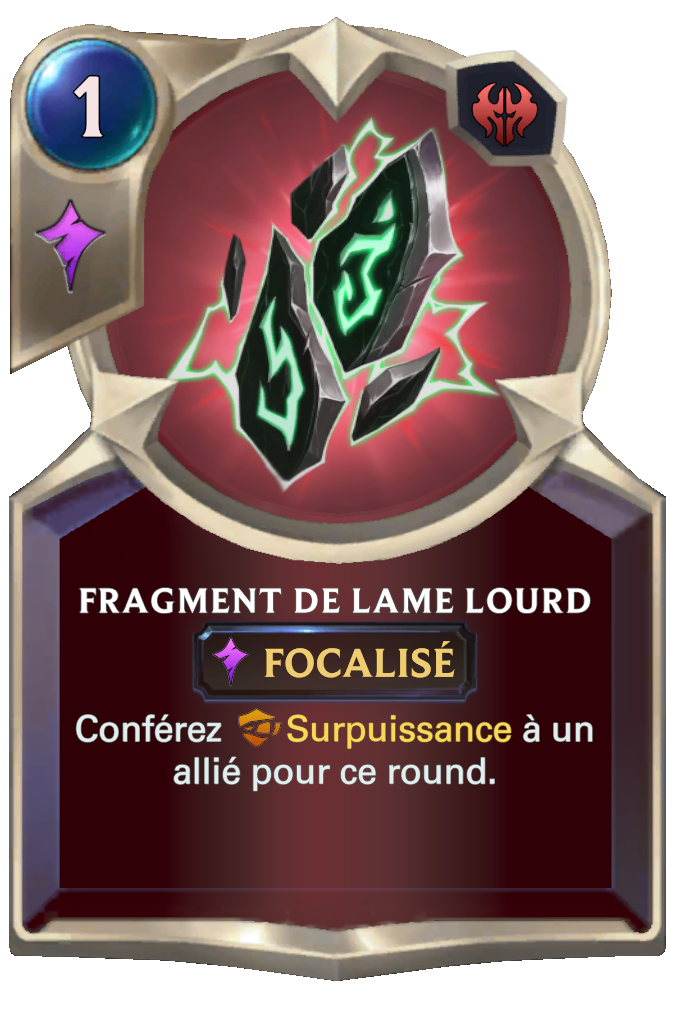 1
FRAGMENT DE LAME LOURD
FOCALISÉ
Conférez Surpuissance à un
allié pour ce round.